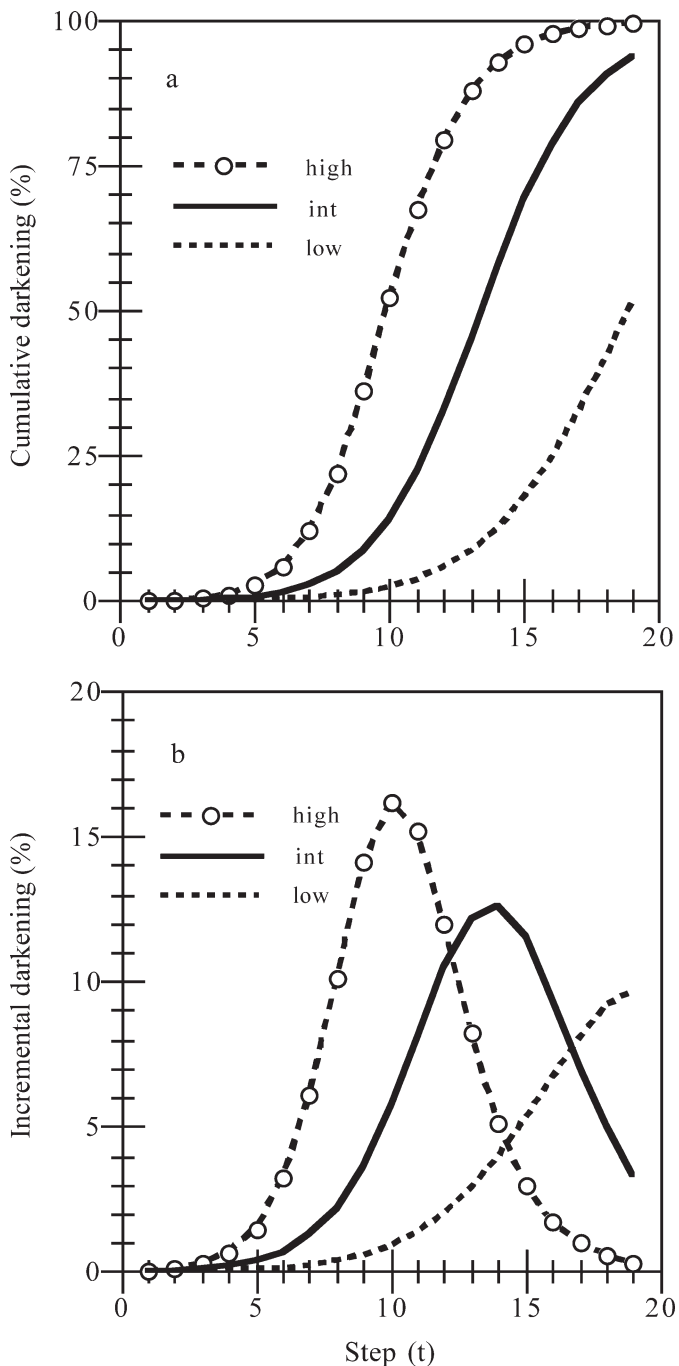 100
a
75
high
int
low
50
25
0
0 5 10 15 20
Cumulative darkening (%)
20
b
15
high
int
low
10
5
0
0 5 10 15 20
Incremental darkening (%)
Step (t)